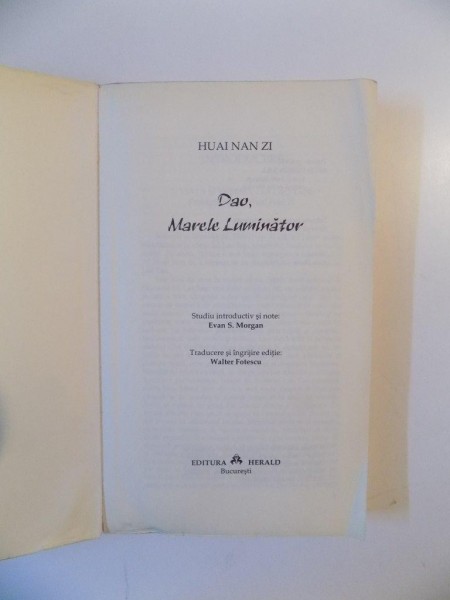 HUAI NAN ZI
Dao,
Marele Luminător
Studiu introductiv și note:
Evan S. Morgan
Traducere și îngrijire ediție:
Walter Fotescu
EDITURA HERALD
București